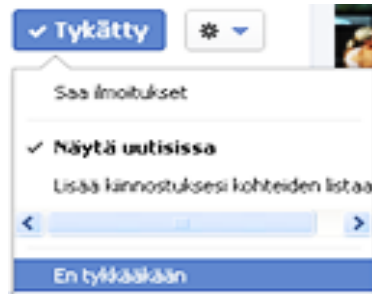 Tykätty
Saa ilmoitukset
Näytä uutisissa
Lisää kiinnostuksesi kohteiden listaa
En tykkääkään